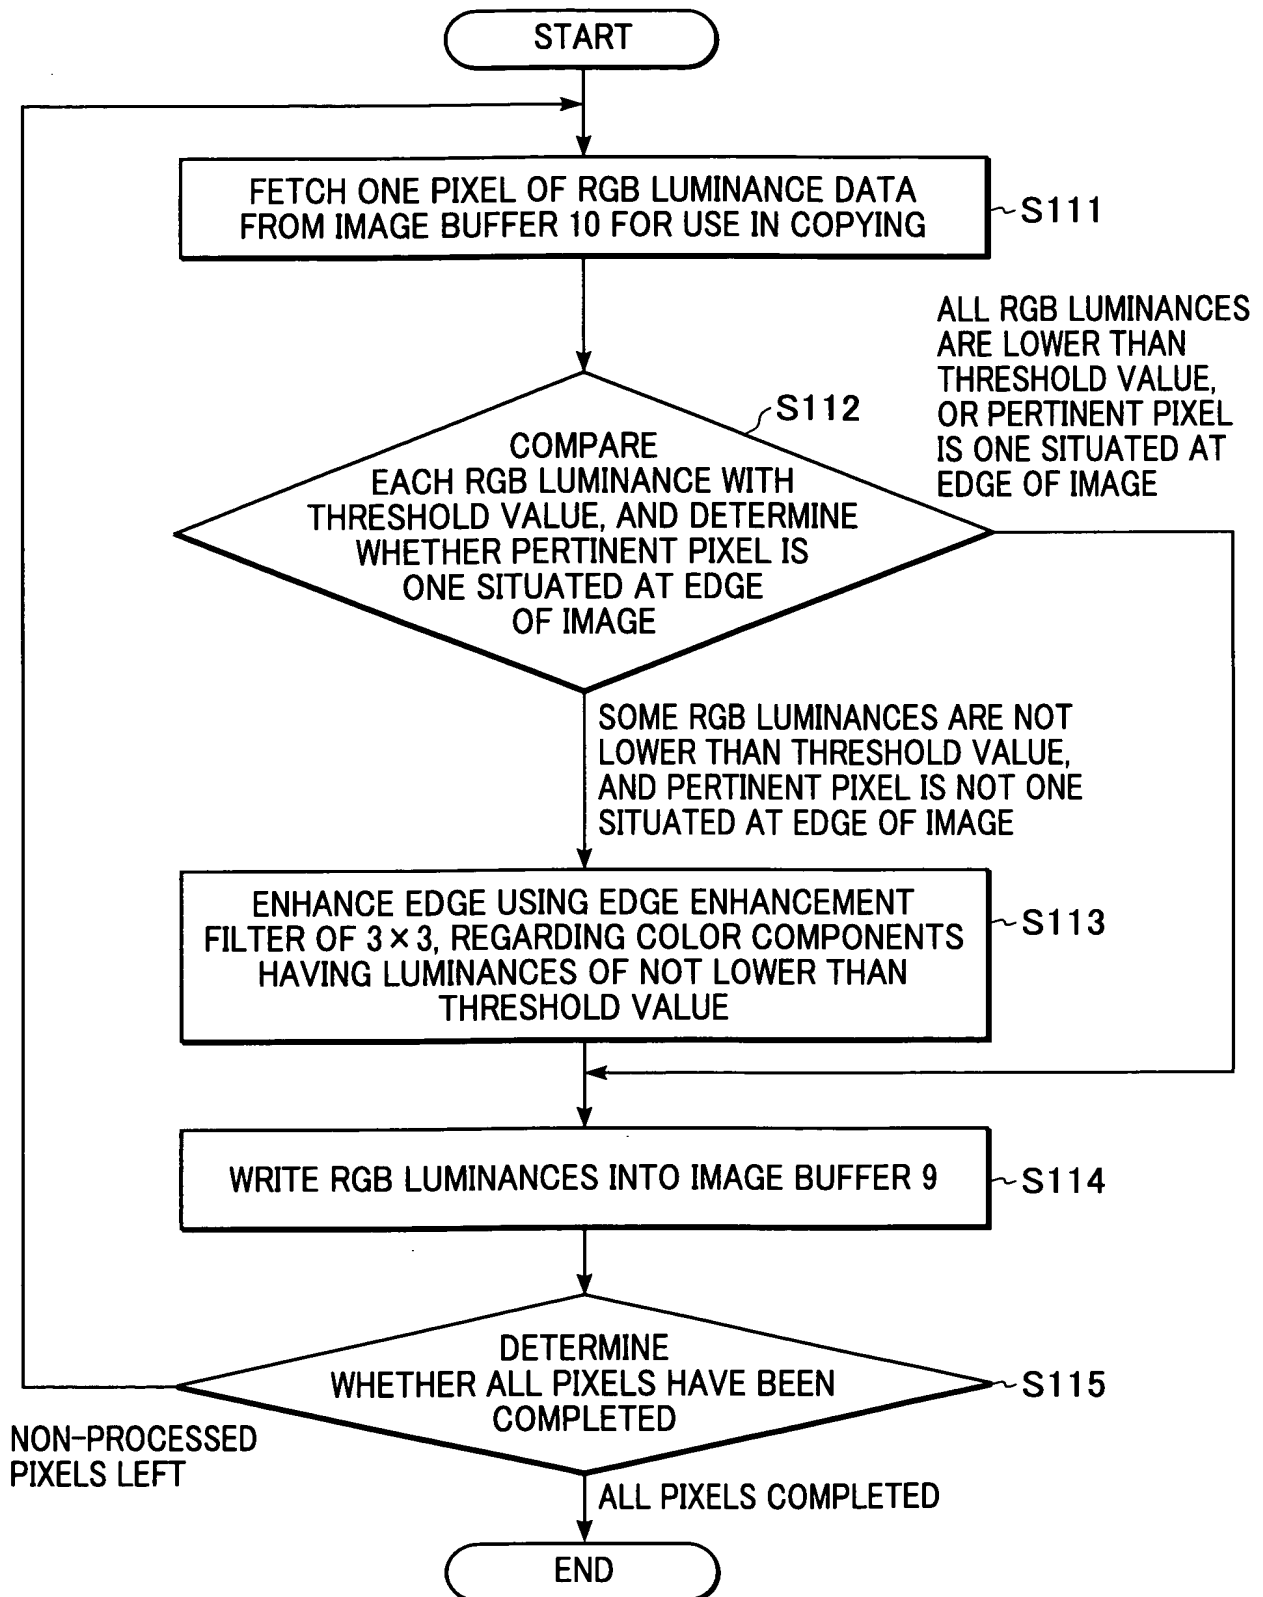 START
FETCH ONE PIXEL OF RGB LUMINANCE DATA
FROM IMAGE BUFFER 10 FOR USE IN COPYING
S111
ALL RGB LUMINANCES
ARE LOWER THAN
THRESHOLD VALUE,
OR PERTINENT PIXEL
IS ONE SITUATED AT
EDGE OF IMAGE
S112
COMPARE
EACH RGB LUMINANCE WITH
THRESHOLD VALUE, AND DETERMINE
WHETHER PERTINENT PIXEL IS
ONE SITUATED AT EDGE
OF IMAGE
SOME RGB LUMINANCES ARE NOT
LOWER THAN THRESHOLD VALUE,
AND PERTINENT PIXEL IS NOT ONE
SITUATED AT EDGE OF IMAGE
ENHANCE EDGE USING EDGE ENHANCEMENT
FILTER OF 3 × 3, REGARDING COLOR COMPONENTS
HAVING LUMINANCES OF NOT LOWER THAN
THRESHOLD VALUE
S113
WRITE RGB LUMINANCES INTO IMAGE BUFFER 9
S114
DETERMINE
WHETHER ALL PIXELS HAVE BEEN
COMPLETED
S115
NON-PROCESSED
PIXELS LEFT
ALL PIXELS COMPLETED
END